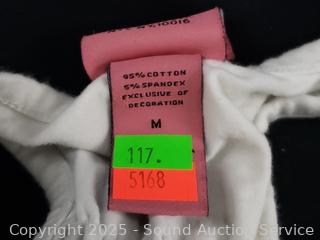 95% COTTON
5% SPANDEX
EXCLUSIVE OF
DECORATION
M
117.
5168
Copyright 2025 - Sound Auction Service